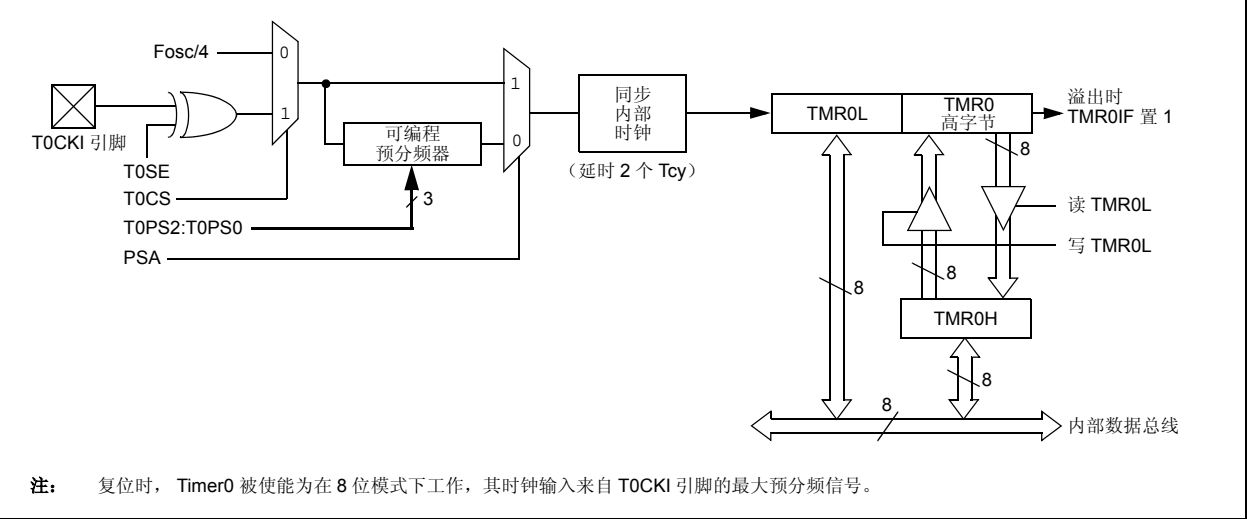 Fosc/4
0
1
T0CKI 引脚
T0SE
T0CS
T0PS2:T0PS0
PSA
可编程
预分频器
3
1
0
同步
内部
时钟
(延时 2 个 Tcy)
TMR0L
TMR0
高字节
溢出时
TMR0IF 置 1
8
读 TMR0L
写 TMR0L
8
8
TMR0H
8
8
内部数据总线
注: 复位时, Timer0 被使能为在 8 位模式下工作,其时钟输入来自 T0CKI 引脚的最大预分频信号。